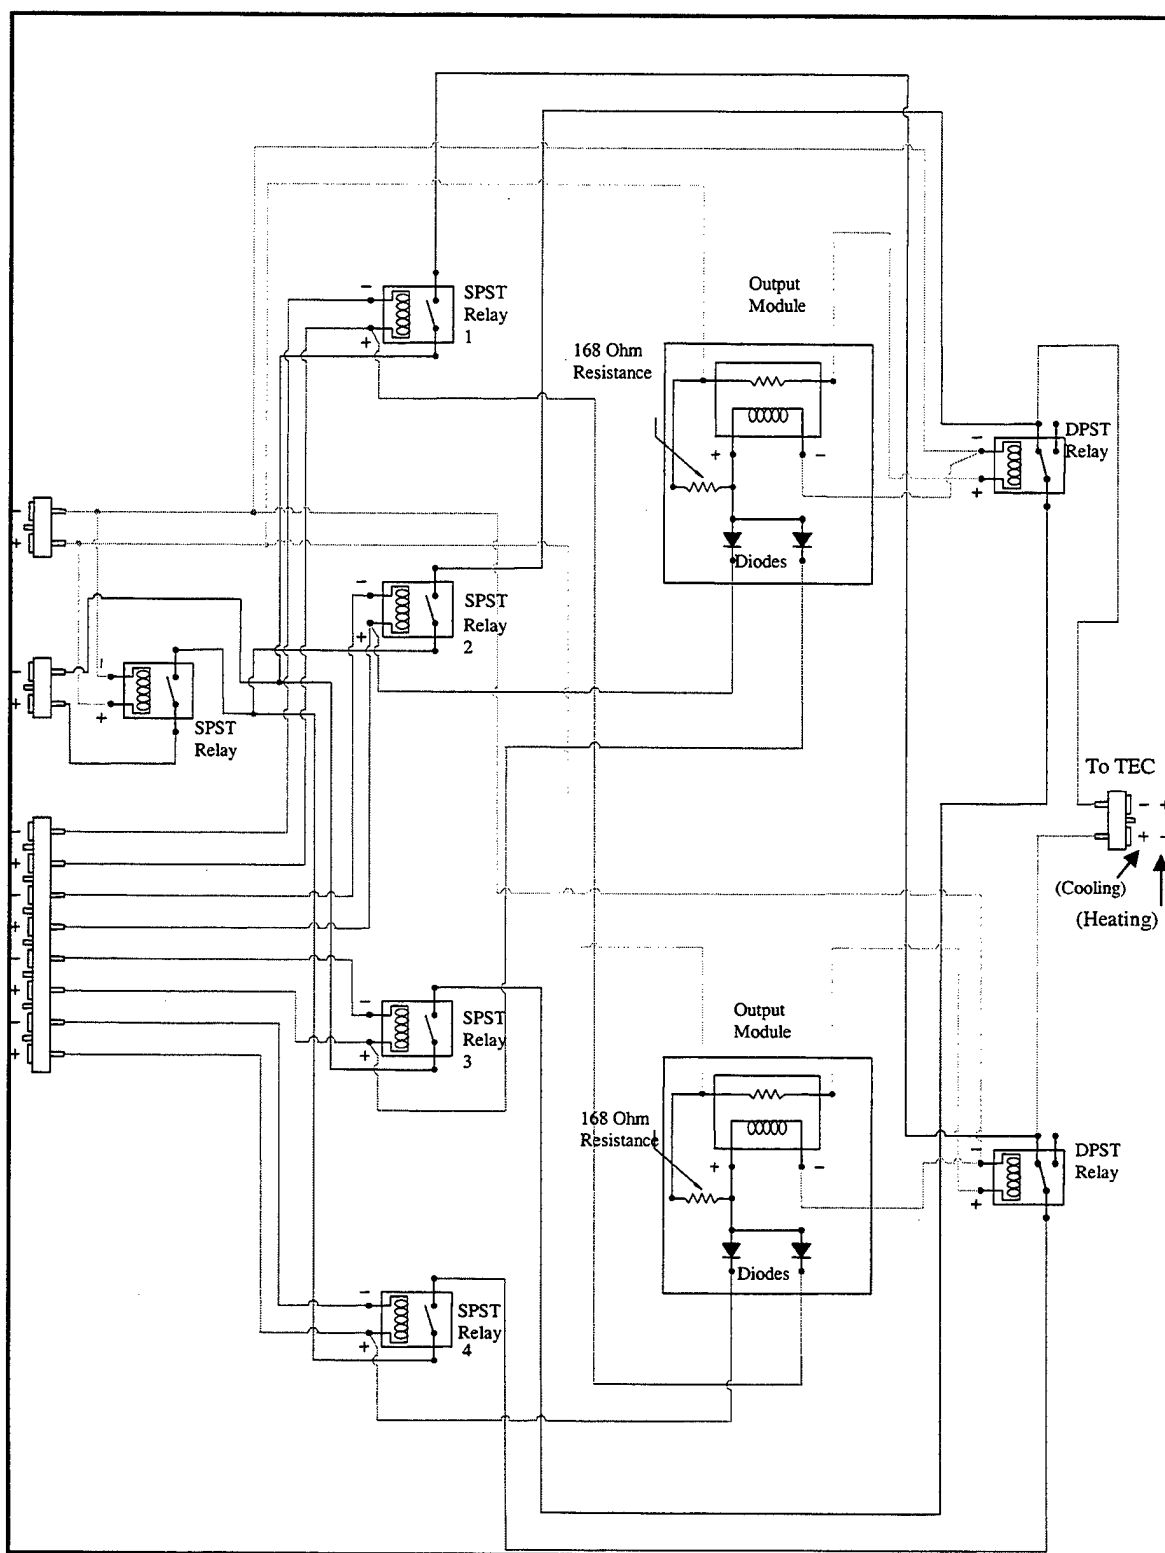 SPST
Relay
1
Output
Module
168 Ohm
Resistance
-
+
+
-
Diodes
DPST
Relay
-
+
-
+
SPST
Relay
2
-
+
-
+
SPST
Relay
+
To TEC
- +
+ -
(Cooling)
(Heating)
-
+
-
+
-
+
-
+
SPST
Relay
3
-
+
Output
Module
168 Ohm
Resistance
+
-
Diodes
DPST
Relay
-
+
SPST
Relay
4
-
+